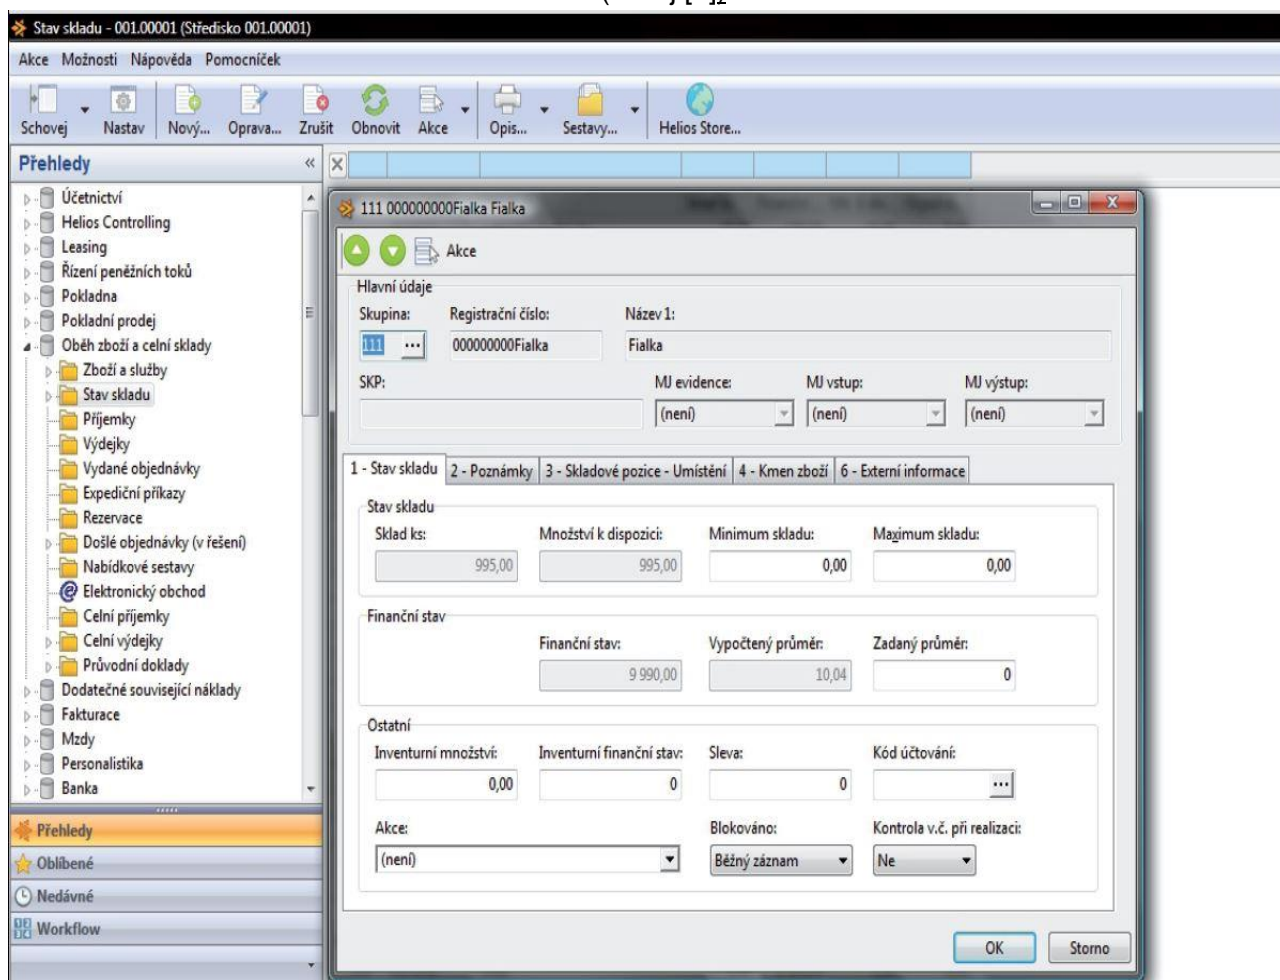 Stav skladu - 001.00001 (Středisko 001.00001)
Akce Možnosti Nápověda Pomocníček
Schovej Nastav Nový... Oprava... Zrušit Obnovit Akce Opis... Sestavy... Helios Store...
Přehledy «
Účetnictví
Helios Controlling
Leasing
Řízení peněžních toků
Pokladna
Pokladní prodej
Oběh zboží a celní sklady
Zboží a služby
Stav skladu
Příjemky
Výdejky
Vydané objednávky
Expediční příkazy
Rezervace
Došlé objednávky (v řešení)
Nabídkové sestavy
Elektronický obchod
Celní příjemky
Celní výdejky
Průvodní doklady
Dodatečné související náklady
Fakturace
Mzdy
Personalistika
Banka
Přehledy
Oblíbené
Nedávné
Workflow
111 000000000Fialka Fialka
Akce
Hlavní údaje
Skupina: Registrační číslo: Název 1:
111 ... 000000000Fialka Fialka
SKP: MJ evidence: MJ vstup: MJ výstup:
(není) (není) (není)
1 - Stav skladu 2 - Poznámky 3 - Skladové pozice - Umístění 4 - Kmen zboží 6 - Externí informace
Stav skladu
Sklad ks: Množství k dispozici: Minimum skladu: Maximum skladu:
995,00 995,00 0,00 0,00
Finanční stav
Finanční stav: Vypočtený průměr: Zadaný průměr:
9 990,00 10,04 0
Ostatní
Inventurní množství: Inventurní finanční stav: Sleva: Kód účtování:
0,00 0 0 ...
Akce: Blokováno: Kontrola v.č. při realizaci:
(není) Běžný záznam Ne
OK Storno